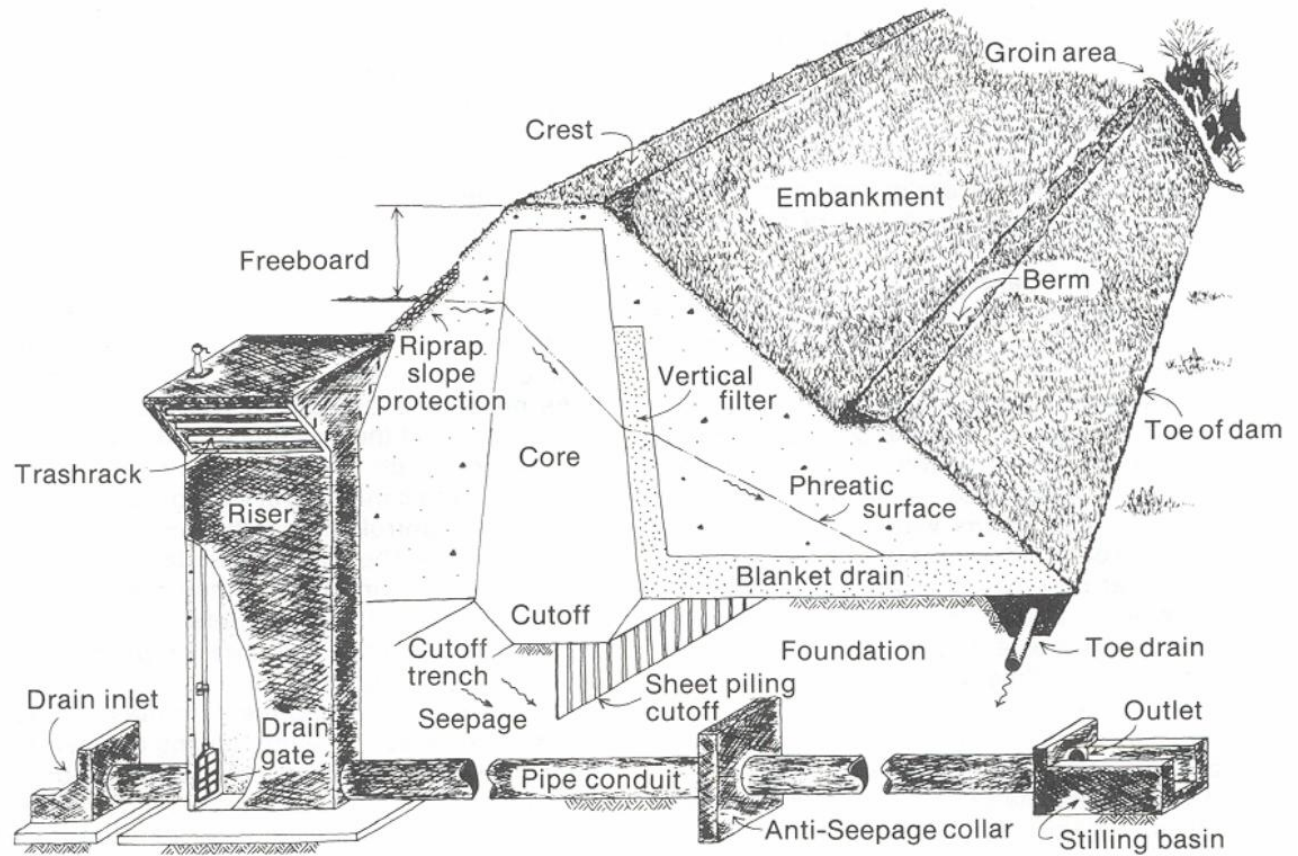 Groin area
Crest
Embankment
Freeboard
Berm
Riprap
slope
protection
Vertical
filter
Toe of dam
Core
Trashrack
Phreatic
surface
Riser
Blanket drain
Cutoff
Cutoff
trench
Foundation
Toe drain
Sheet piling
cutoff
Drain inlet
Seepage
Outlet
Drain
gate
Pipe conduit
Anti-Seepage collar
Stilling basin